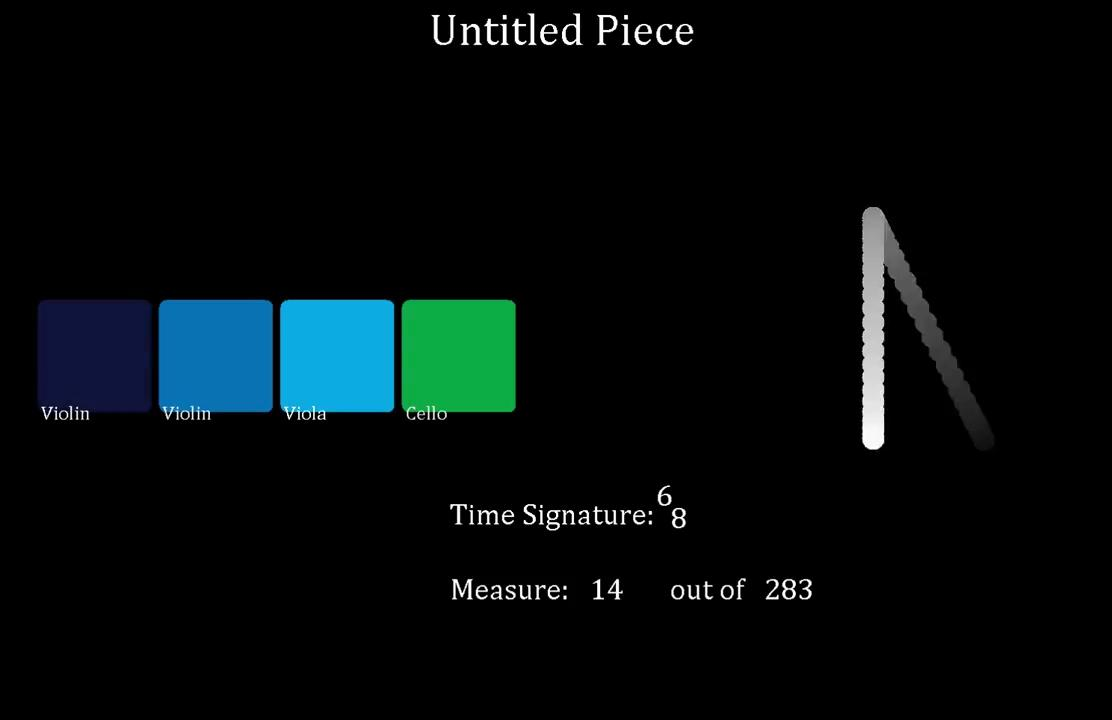 Untitled Piece
Violin Violin Viola Cello
Time Signature: 6 8
Measure: 14 out of 283